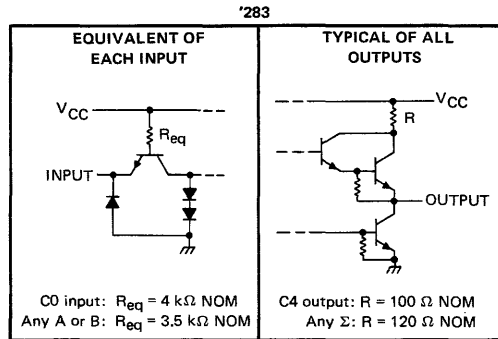 '283
EQUIVALENT OF
EACH INPUT
VCC
Req
INPUT
C0 input: Req = 4 kΩ NOM
Any A or B: Req = 3.5 kΩ NOM
TYPICAL OF ALL
OUTPUTS
VCC
R
OUTPUT
C4 output: R = 100 Ω NOM
Any Σ: R = 120 Ω NOM